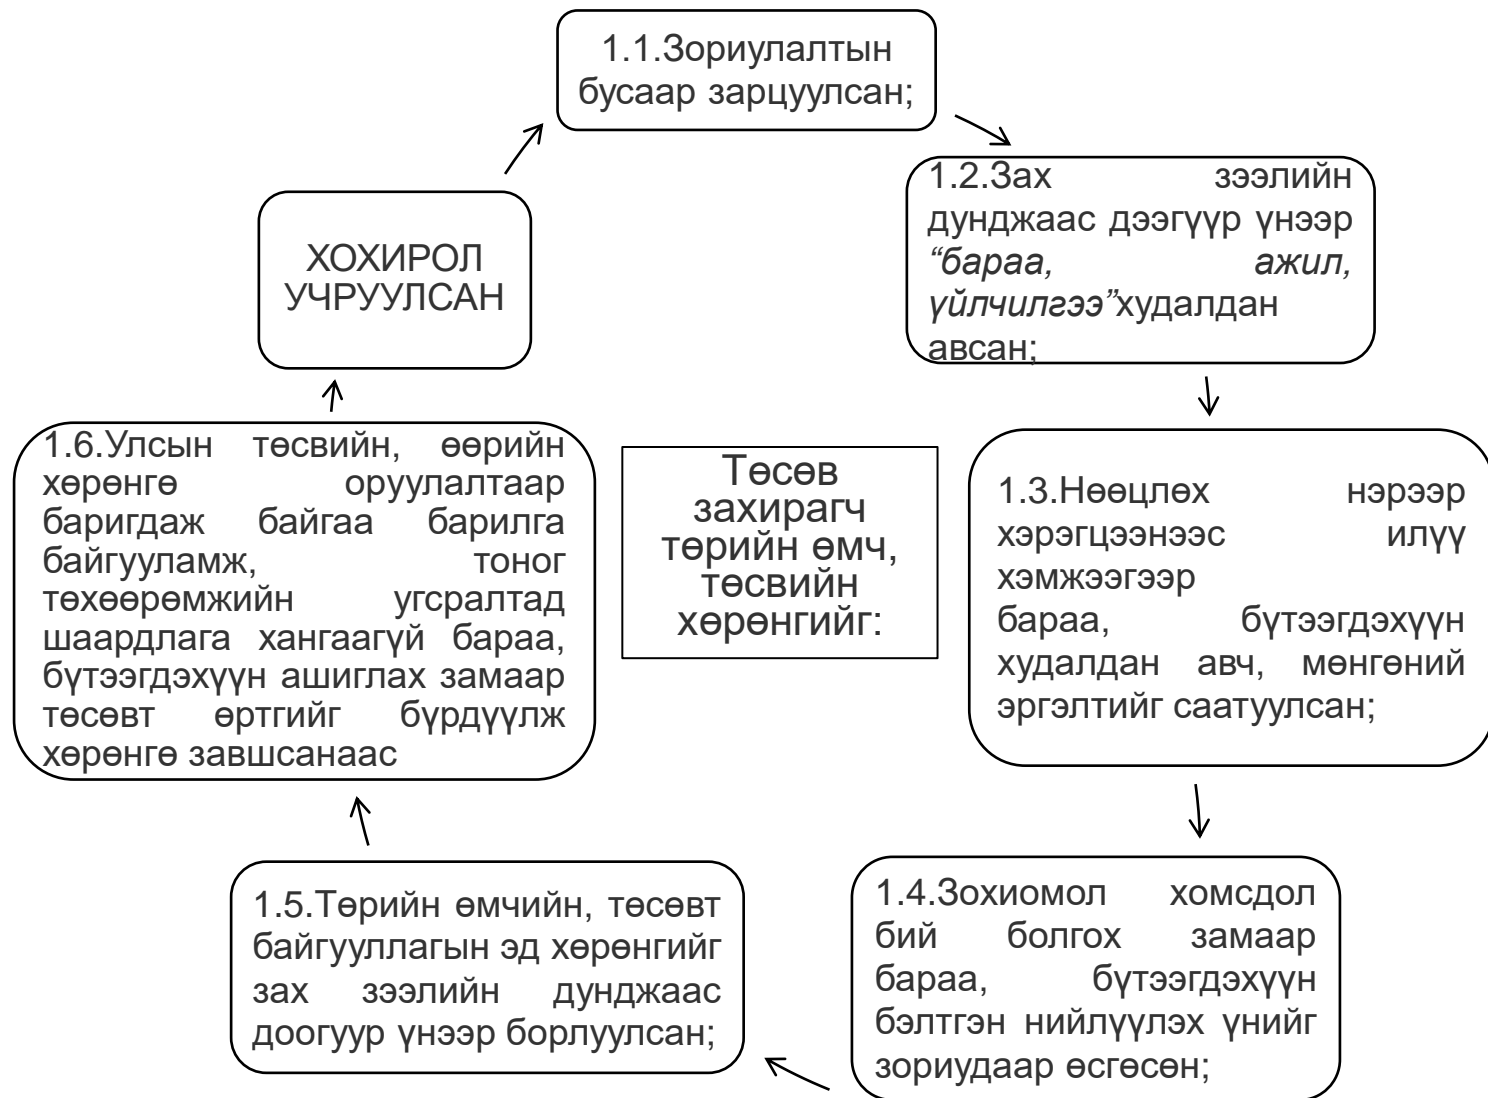 1.1.Зориулалтын
бусаар зарцуулсан;
1.2.Зах зээлийн
дунджаас дээгүүр үнээр
“бараа, ажил,
үйлчилгээ”худалдан
авсан;
1.3.Нөөцлөх нэрээр
хэрэгцээнээс илүү
хэмжээгээр
бараа, бүтээгдэхүүн
худалдан авч, мөнгөний
эргэлтийг саатуулсан;
1.4.Зохиомол хомсдол
бий болгох замаар
бараа, бүтээгдэхүүн
бэлтгэн нийлүүлэх үнийг
зориудаар өсгөсөн;
1.5.Төрийн өмчийн, төсөвт
байгууллагын эд хөрөнгийг
зах зээлийн дунджаас
доогуур үнээр борлуулсан;
1.6.Улсын төсвийн, өөрийн
хөрөнгө оруулалтаар
баригдаж байгаа барилга
байгууламж, тоног
төхөөрөмжийн угсралтад
шаардлага хангаагүй бараа,
бүтээгдэхүүн ашиглах замаар
төсөвт өртгийг бүрдүүлж
хөрөнгө завшсанаас
ХОХИРОЛ
УЧРУУЛСАН
Төсөв
захирагч
төрийн өмч,
төсвийн
хөрөнгийг: